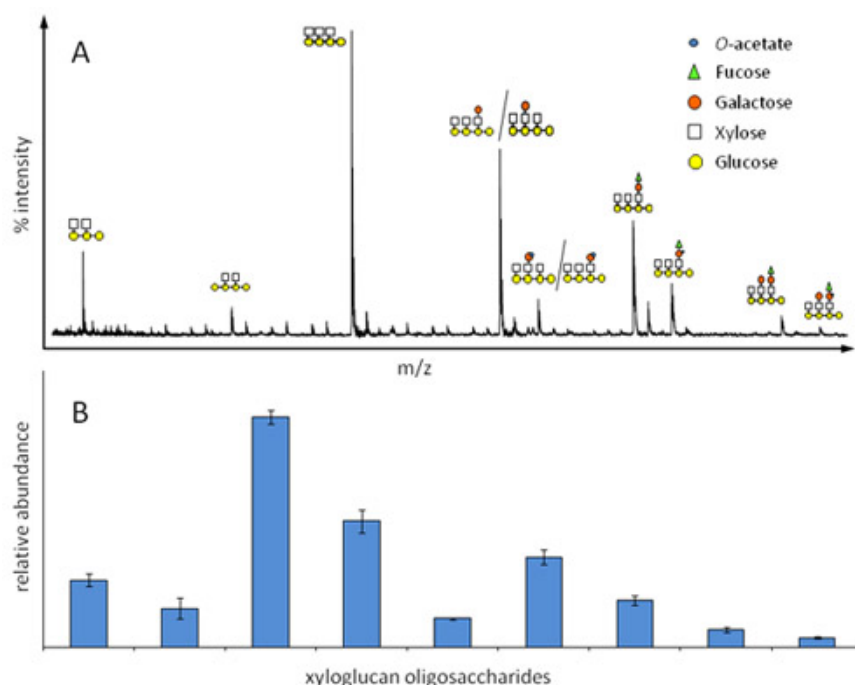 A
O-acetate
Fucose
Galactose
Xylose
Glucose
% intensity
m/z
B
relative abundance
xyloglucan oligosaccharides